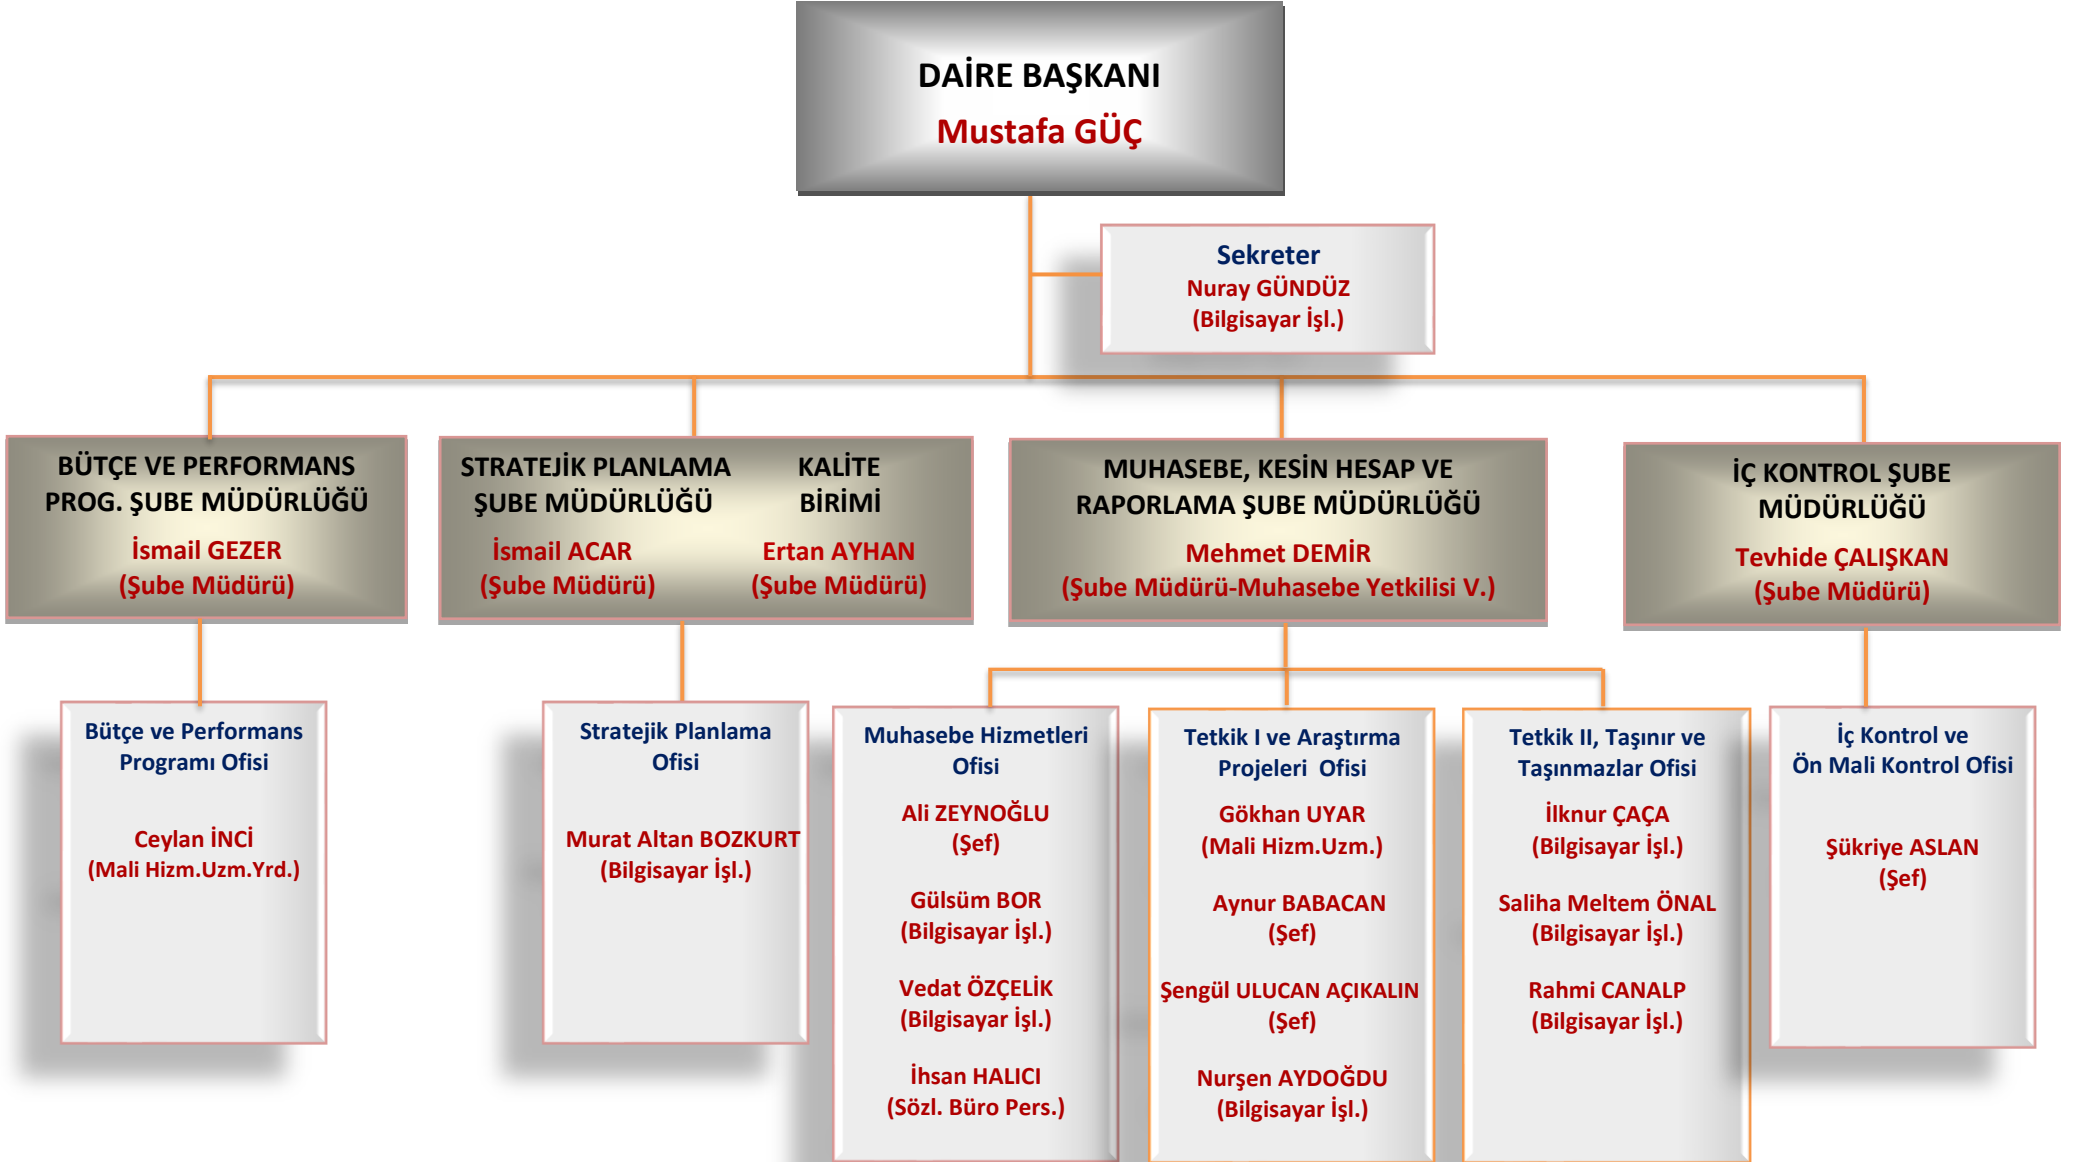 DAİRE BAŞKANI
Mustafa GÜÇ
Sekreter
Nuray GÜNDÜZ
(Bilgisayar İşl.)
BÜTÇE VE PERFORMANS
PROG. ŞUBE MÜDÜRLÜĞÜ
İsmail GEZER
(Şube Müdürü)
STRATEJİK PLANLAMA
ŞUBE MÜDÜRLÜĞÜ
İsmail ACAR
(Şube Müdürü)
KALİTE
BİRİMİ
Ertan AYHAN
(Şube Müdürü)
MUHASEBE, KESİN HESAP VE
RAPORLAMA ŞUBE MÜDÜRLÜĞÜ
Mehmet DEMİR
(Şube Müdürü-Muhasebe Yetkilisi V.)
İÇ KONTROL ŞUBE
MÜDÜRLÜĞÜ
Tevhide ÇALIŞKAN
(Şube Müdürü)
Bütçe ve Performans
Programı Ofisi
Ceylan İNCİ
(Mali Hizm.Uzm.Yrd.)
Stratejik Planlama
Ofisi
Murat Altan BOZKURT
(Bilgisayar İşl.)
Muhasebe Hizmetleri
Ofisi
Ali ZEYNOĞLU
(Şef)
Gülsüm BOR
(Bilgisayar İşl.)
Vedat ÖZÇELİK
(Bilgisayar İşl.)
İhsan HALICI
(Sözl. Büro Pers.)
Tetkik I ve Araştırma
Projeleri Ofisi
Gökhan UYAR
(Mali Hizm.Uzm.)
Aynur BABACAN
(Şef)
Şengül ULUCAN AÇIKALIN
(Şef)
Nurşen AYDOĞDU
(Bilgisayar İşl.)
Tetkik II, Taşınır ve
Taşınmazlar Ofisi
İlknur ÇAÇA
(Bilgisayar İşl.)
Saliha Meltem ÖNAL
(Bilgisayar İşl.)
Rahmi CANALP
(Bilgisayar İşl.)
İç Kontrol ve
Ön Mali Kontrol Ofisi
Şükriye ASLAN
(Şef)